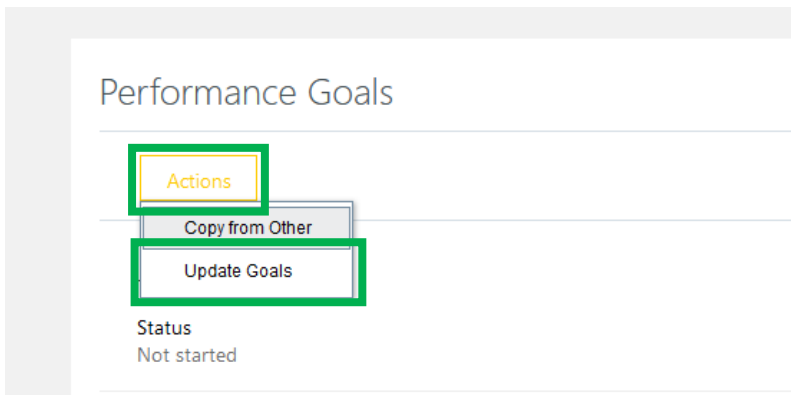 Performance Goals
Actions
Copy from Other
Update Goals
Status
Not started